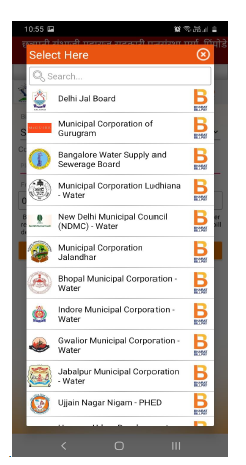 10:55
Select Here
Search...
Delhi Jal Board
Municipal Corporation of
Gurugram
Bangalore Water Supply and
Sewerage Board
Municipal Corporation Ludhiana
- Water
New Delhi Municipal Council
(NDMC) - Water
Municipal Corporation
Jalandhar
Bhopal Municipal Corporation -
Water
Indore Municipal Corporation -
Water
Gwalior Municipal Corporation -
Water
Jabalpur Municipal Corporation
- Water
Ujjain Nagar Nigam - PHED